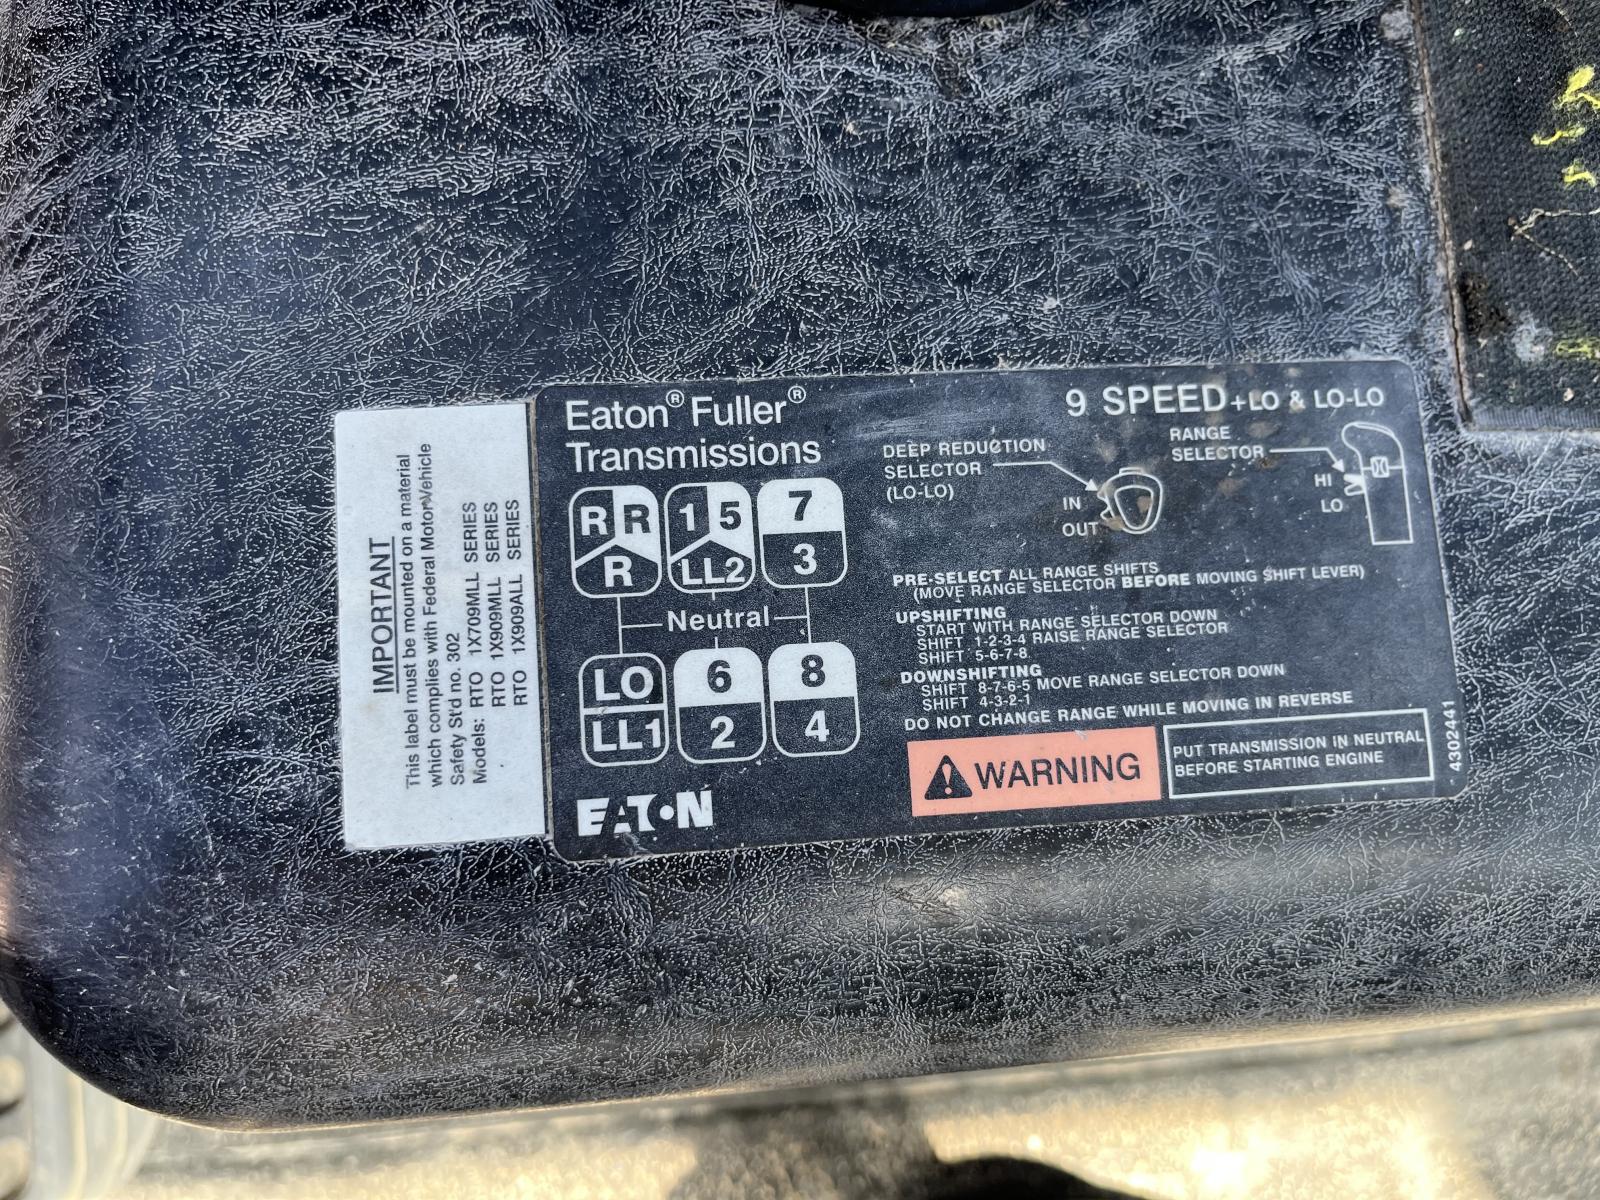 IMPORTANT
This label must be mounted on a material
which complies with Federal Motor Vehicle
Safety St'd no. 302
Models: RTO 1X709MLL SERIES
RTO 1X909MLL SERIES
RTO 1X909ALL SERIES
Eaton® Fuller®
Transmissions
R R
R
1 5
LL2
7
3
Neutral
LO
LL1
6
2
8
4
EATON
9 SPEED +LO & LO-LO
DEEP REDUCTION
SELECTOR
(LO-LO)
IN
OUT
RANGE
SELECTOR
HI
LO
PRE-SELECT ALL RANGE SHIFTS
(MOVE RANGE SELECTOR BEFORE MOVING SHIFT LEVER)
UPSHIFTING
START WITH RANGE SELECTOR DOWN
SHIFT 1-2-3-4 RAISE RANGE SELECTOR
SHIFT 5-6-7-8
DOWNSHIFTING
SHIFT 8-7-6-5 MOVE RANGE SELECTOR DOWN
SHIFT 4-3-2-1
DO NOT CHANGE RANGE WHILE MOVING IN REVERSE
WARNING
PUT TRANSMISSION IN NEUTRAL
BEFORE STARTING ENGINE
4302441